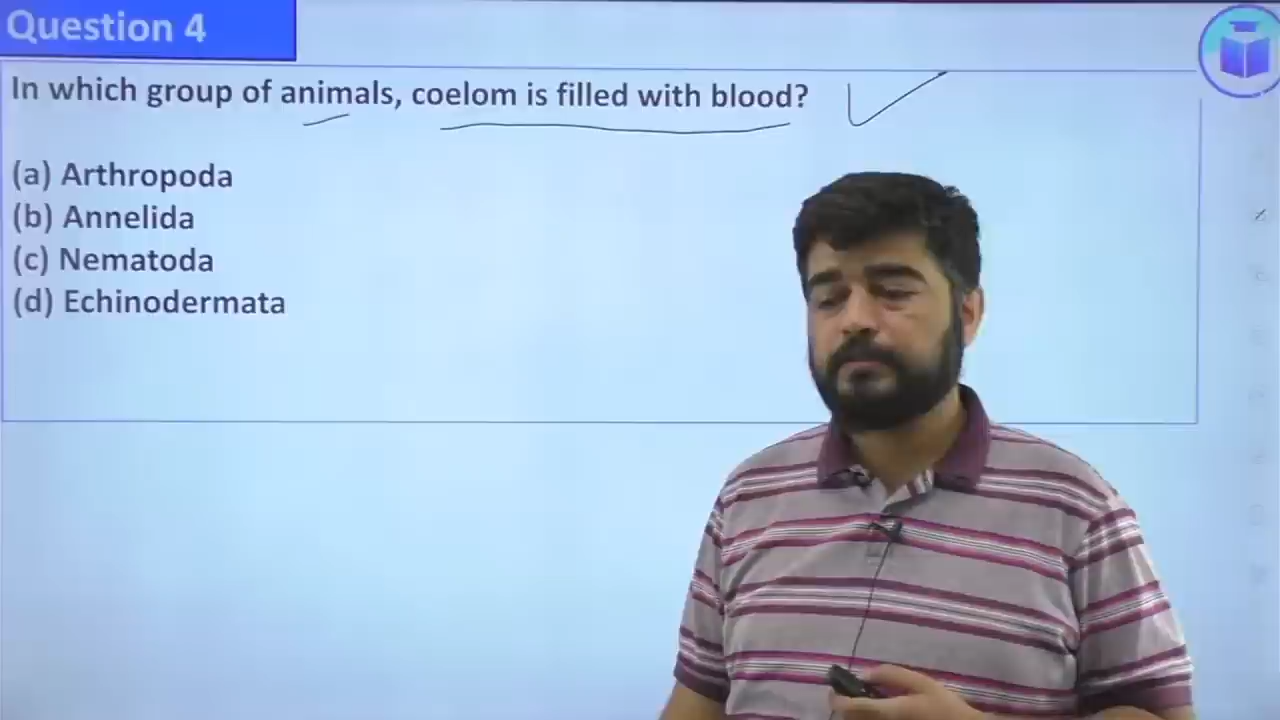 Question 4
In which group of animals, coelom is filled with blood?
(a) Arthropoda
(b) Annelida
(c) Nematoda
(d) Echinodermata